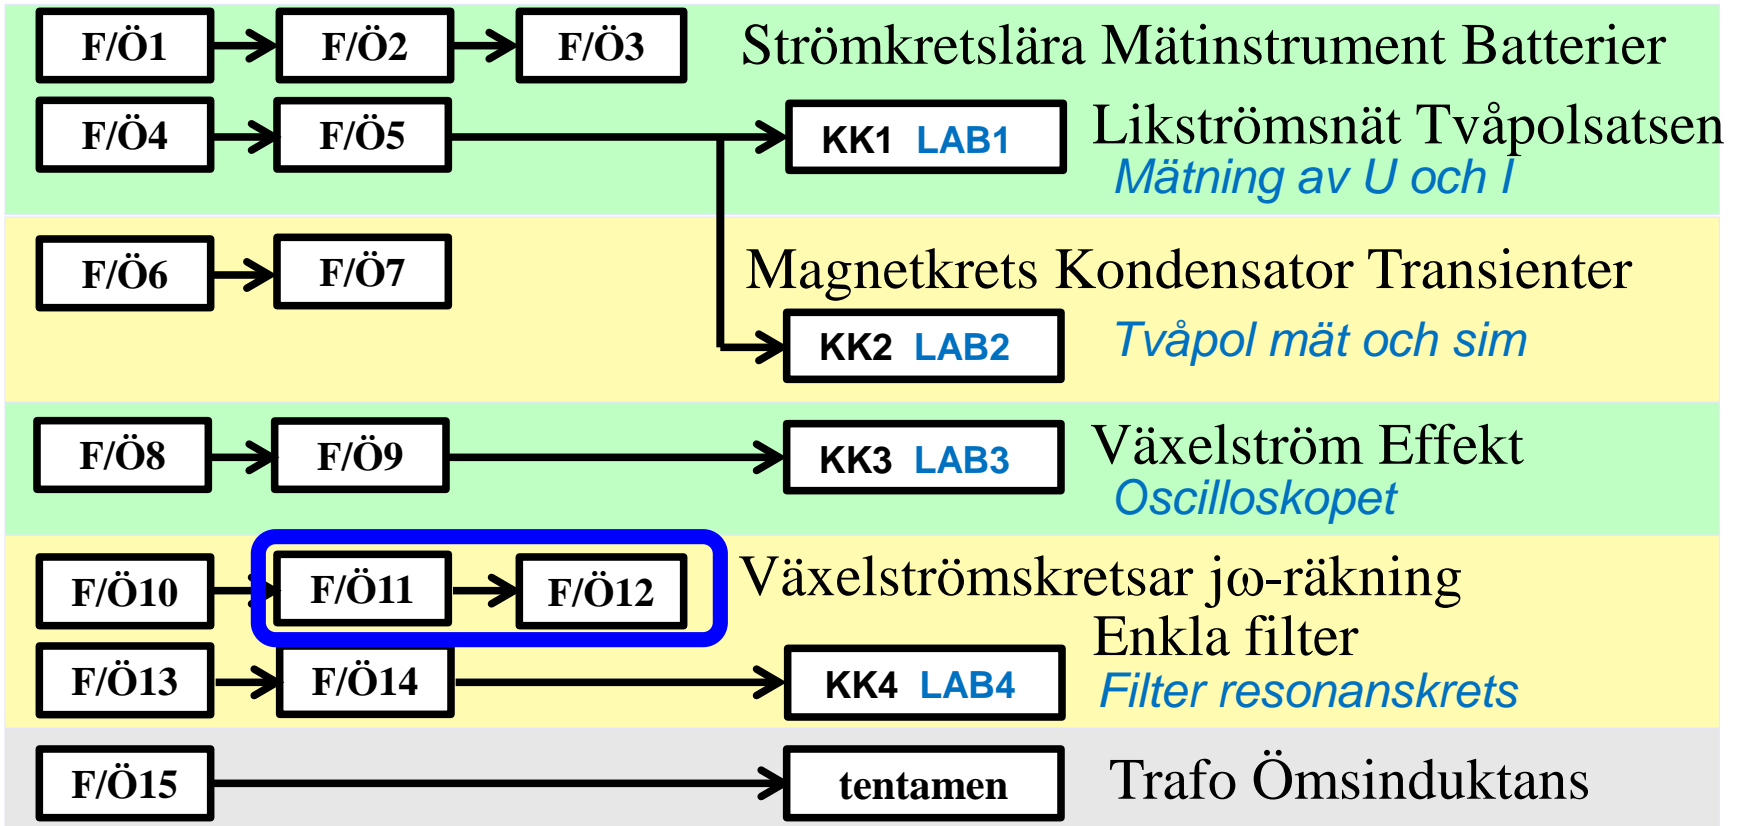 F/Ö1 F/Ö2 F/Ö3 Strömkretslära Mätinstrument Batterier
F/Ö4 F/Ö5 KK1 LAB1 Likströmsnät Tvåpolsatsen
Mätning av U och I
F/Ö6 F/Ö7 Magnetkrets Kondensator Transienter
KK2 LAB2 Tvåpol mät och sim
F/Ö8 F/Ö9 KK3 LAB3 Växelström Effekt
Oscilloskopet
F/Ö10 F/Ö11 F/Ö12 Växelströmskretsar jω-räkning
Enkla filter
F/Ö13 F/Ö14 KK4 LAB4 Filter resonanskrets
F/Ö15 tentamen Trafo Ömsinduktans